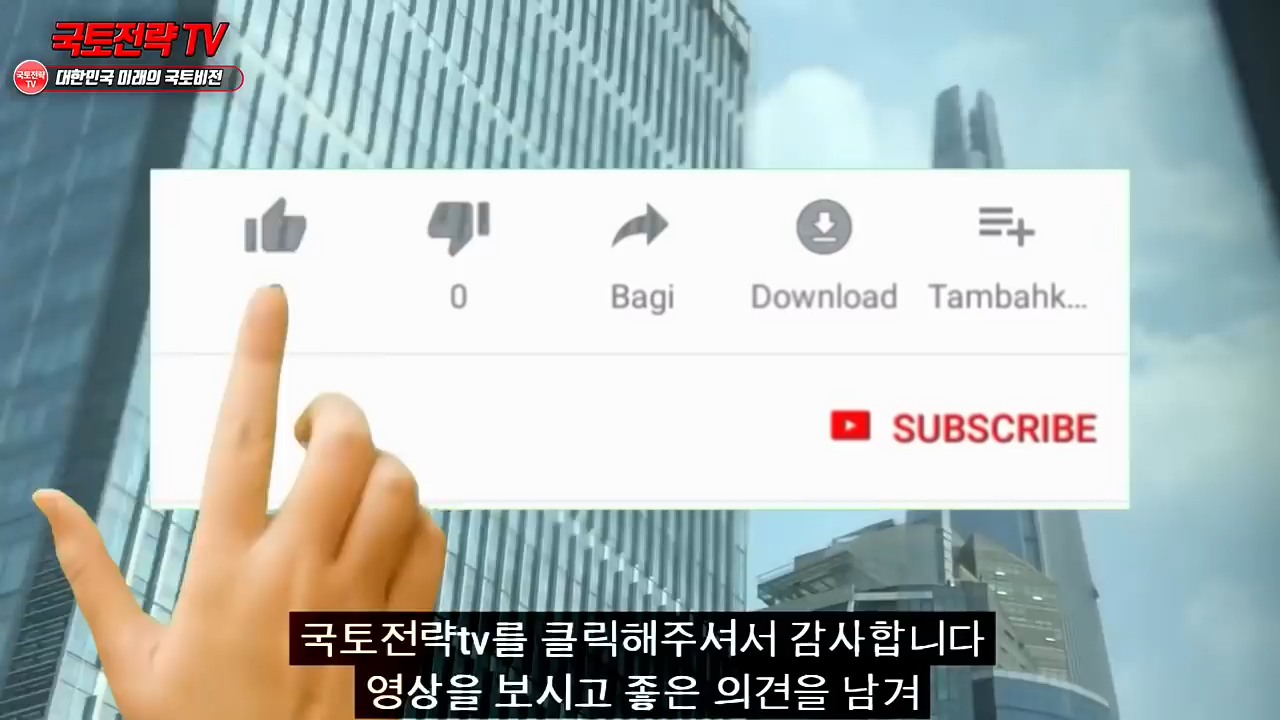 국토전략 TV
국토전략
TV
대한민국 미래의 국토비전
0
Bagi
Download
Tambahk...
SUBSCRIBE
국토전략tv를 클릭해주셔서 감사합니다
영상을 보시고 좋은 의견을 남겨